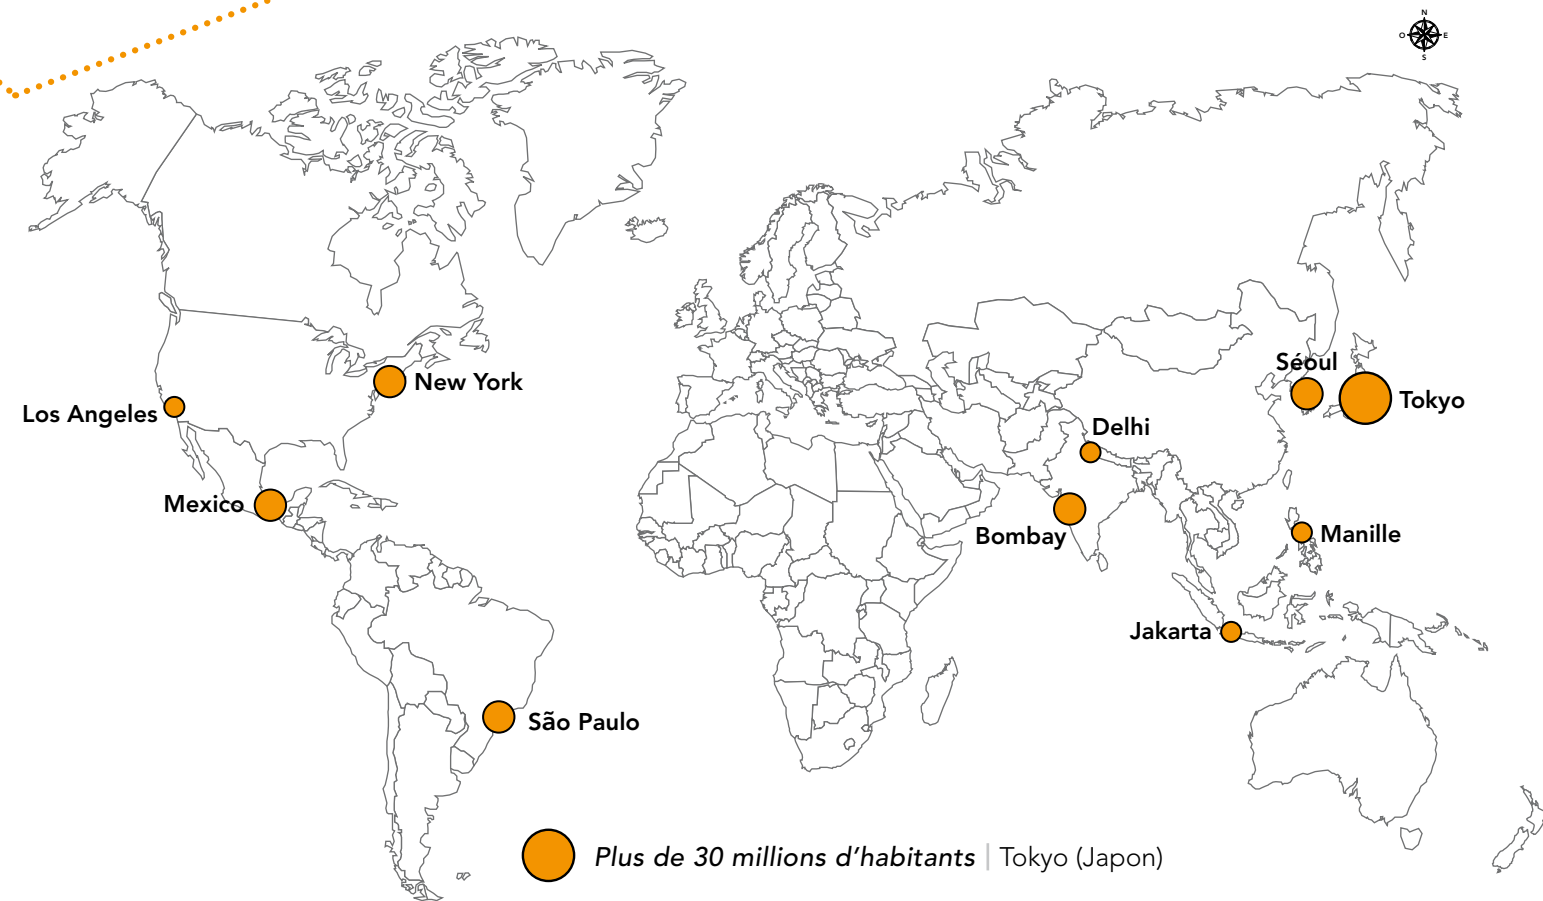 N
O E
S
Séoul
New York
Tokyo
Los Angeles
Delhi
Mexico
Bombay
Manille
Jakarta
São Paulo
Plus de 30 millions d'habitants | Tokyo (Japon)